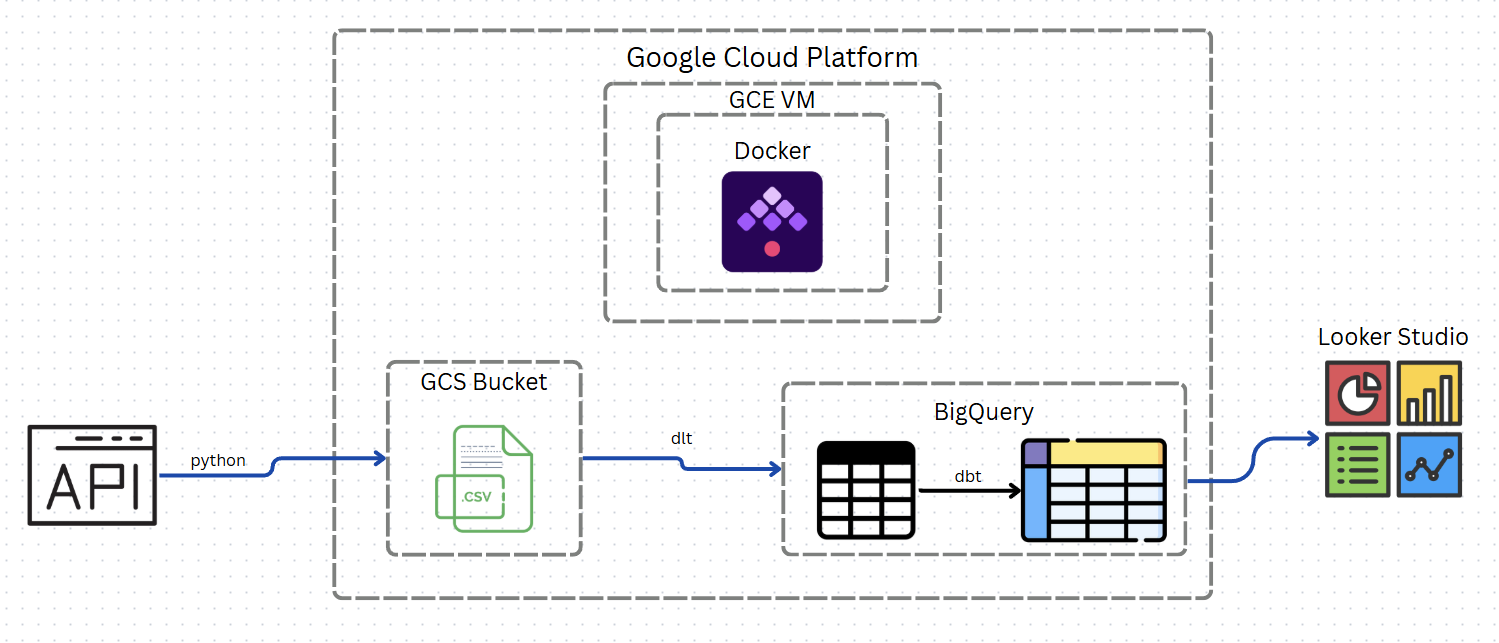 Google Cloud Platform
GCE VM
Docker
Looker Studio
GCS Bucket
BigQuery
dlt
python
API
.CSV
dbt